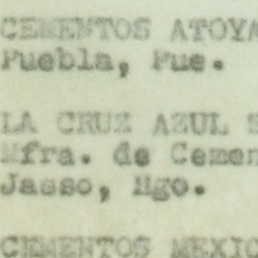 CEMENTOS ATOYA
Puebla, Pue.
LA CRUZ AZUL S
Mfra. de Cemen
Jasso, Hgo.
CEMENTOS MEXIC